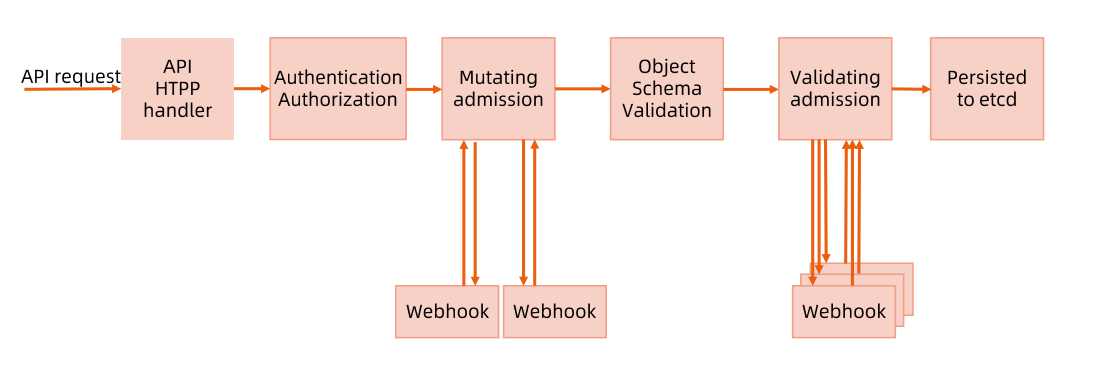 API request
API
HTPP
handler
Authentication
Authorization
Mutating
admission
Object
Schema
Validation
Validating
admission
Persisted
to etcd
Webhook
Webhook
Webhook